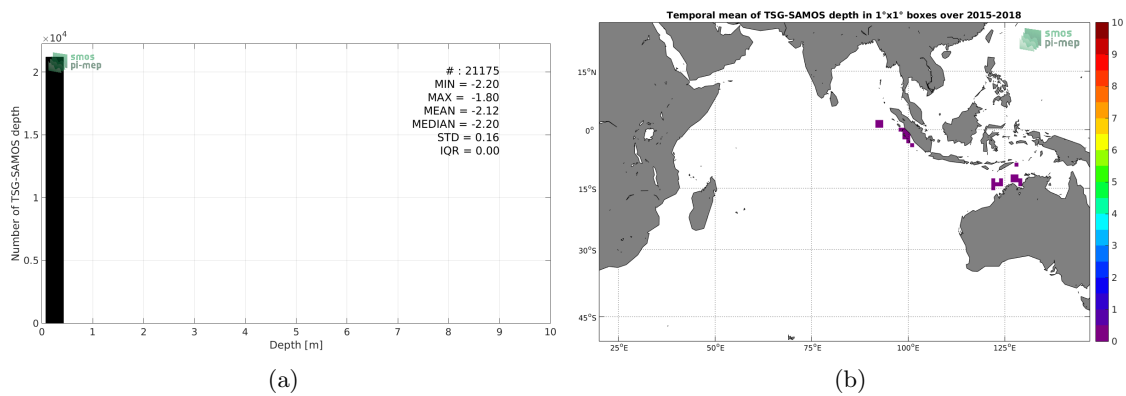 ×10⁴
smos
pi-mep
# : 21175
MIN = -2.20
MAX = -1.80
MEAN = -2.12
MEDIAN = -2.20
STD = 0.16
IQR = 0.00
Number of TSG-SAMOS depth
2
1.5
1
0.5
0
0 1 2 3 4 5 6 7 8 9 10
Depth [m]
(a)
Temporal mean of TSG-SAMOS depth in 1°x1° boxes over 2015-2018
smos
pi-mep
15°N
0°
15°S
30°S
45°S
25°E 50°E 75°E 100°E 125°E
10
9
8
7
6
5
4
3
2
1
0
(b)